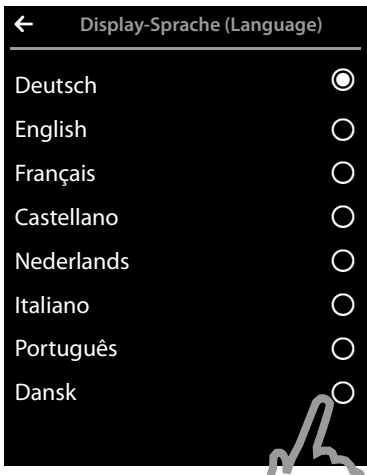 Display-Sprache (Language)
Deutsch
English
Français
Castellano
Nederlands
Italiano
Português
Dansk